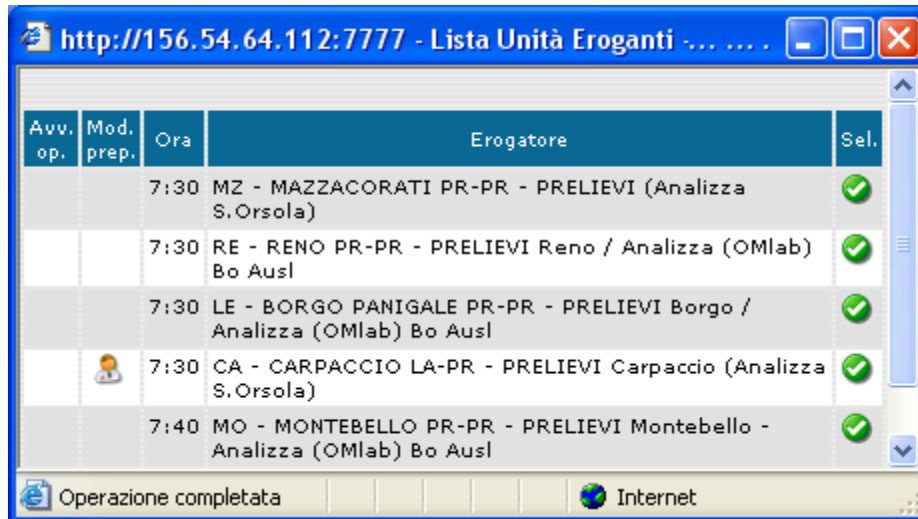 http://156.54.64.112:7777 - Lista Unità Eroganti -... ... .
Avv. op.
Mod. prep.
Ora
Erogatore
Sel.
7:30 MZ - MAZZACORATI PR-PR - PRELIEVI (Analizza
S.Orsola)
7:30 RE - RENO PR-PR - PRELIEVI Reno / Analizza (OMlab)
Bo Ausl
7:30 LE - BORGO PANIGALE PR-PR - PRELIEVI Borgo /
Analizza (OMlab) Bo Ausl
7:30 CA - CARPACCIO LA-PR - PRELIEVI Carpaccio (Analizza
S.Orsola)
7:40 MO - MONTEBELLO PR-PR - PRELIEVI Montebello -
Analizza (OMlab) Bo Ausl
Operazione completata
Internet